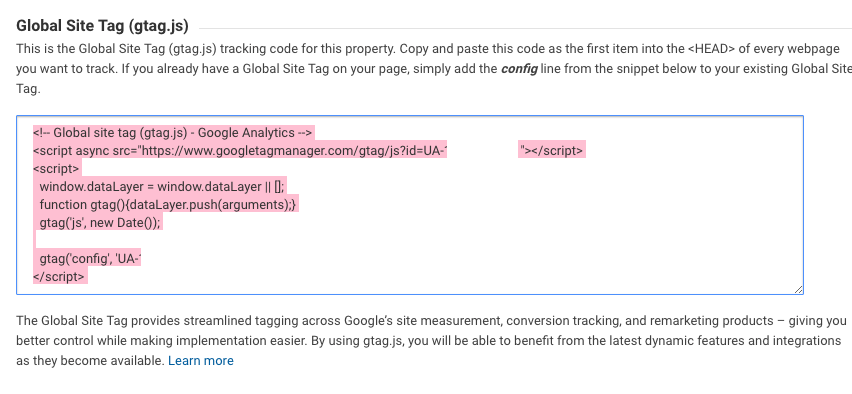 Global Site Tag (gtag.js)
This is the Global Site Tag (gtag.js) tracking code for this property. Copy and paste this code as the first item into the <HEAD> of every webpage
you want to track. If you already have a Global Site Tag on your page, simply add the config line from the snippet below to your existing Global Site
Tag.
<!-- Global site tag (gtag.js) - Google Analytics -->
<script async src="https://www.googletagmanager.com/gtag/js?id=UA- "></script>
<script>
window.dataLayer = window.dataLayer || [];
function gtag(){dataLayer.push(arguments);}
gtag('js', new Date());
gtag('config', 'UA-
</script>
The Global Site Tag provides streamlined tagging across Google's site measurement, conversion tracking, and remarketing products – giving you
better control while making implementation easier. By using gtag.js, you will be able to benefit from the latest dynamic features and integrations
as they become available. Learn more